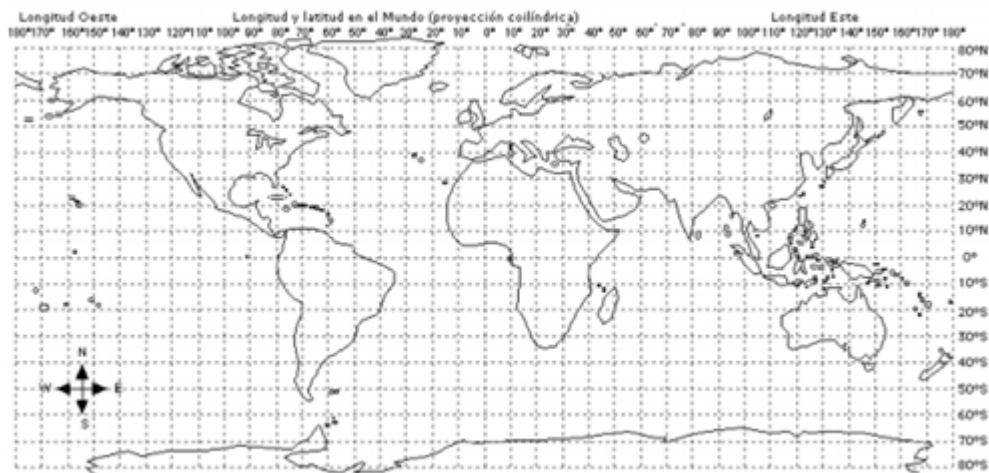 Longitud Oeste Longitud y latitud en el Mundo (proyección coilíndrica) Longitud Este
180°170° 160°150°140°130° 120°110°100° 90° 80° 70° 60° 50° 40° 30° 20° 10° 0° 10° 20° 30° 40° 50° 60° 70° 80° 90° 100° 110° 120°130°140°150° 160°170° 180°
80°N
70°N
60°N
50°N
40°N
30°N
20°N
10°N
0°
10°S
20°S
30°S
N
40°S
W E
50°S
S
60°S
70°S
80°S